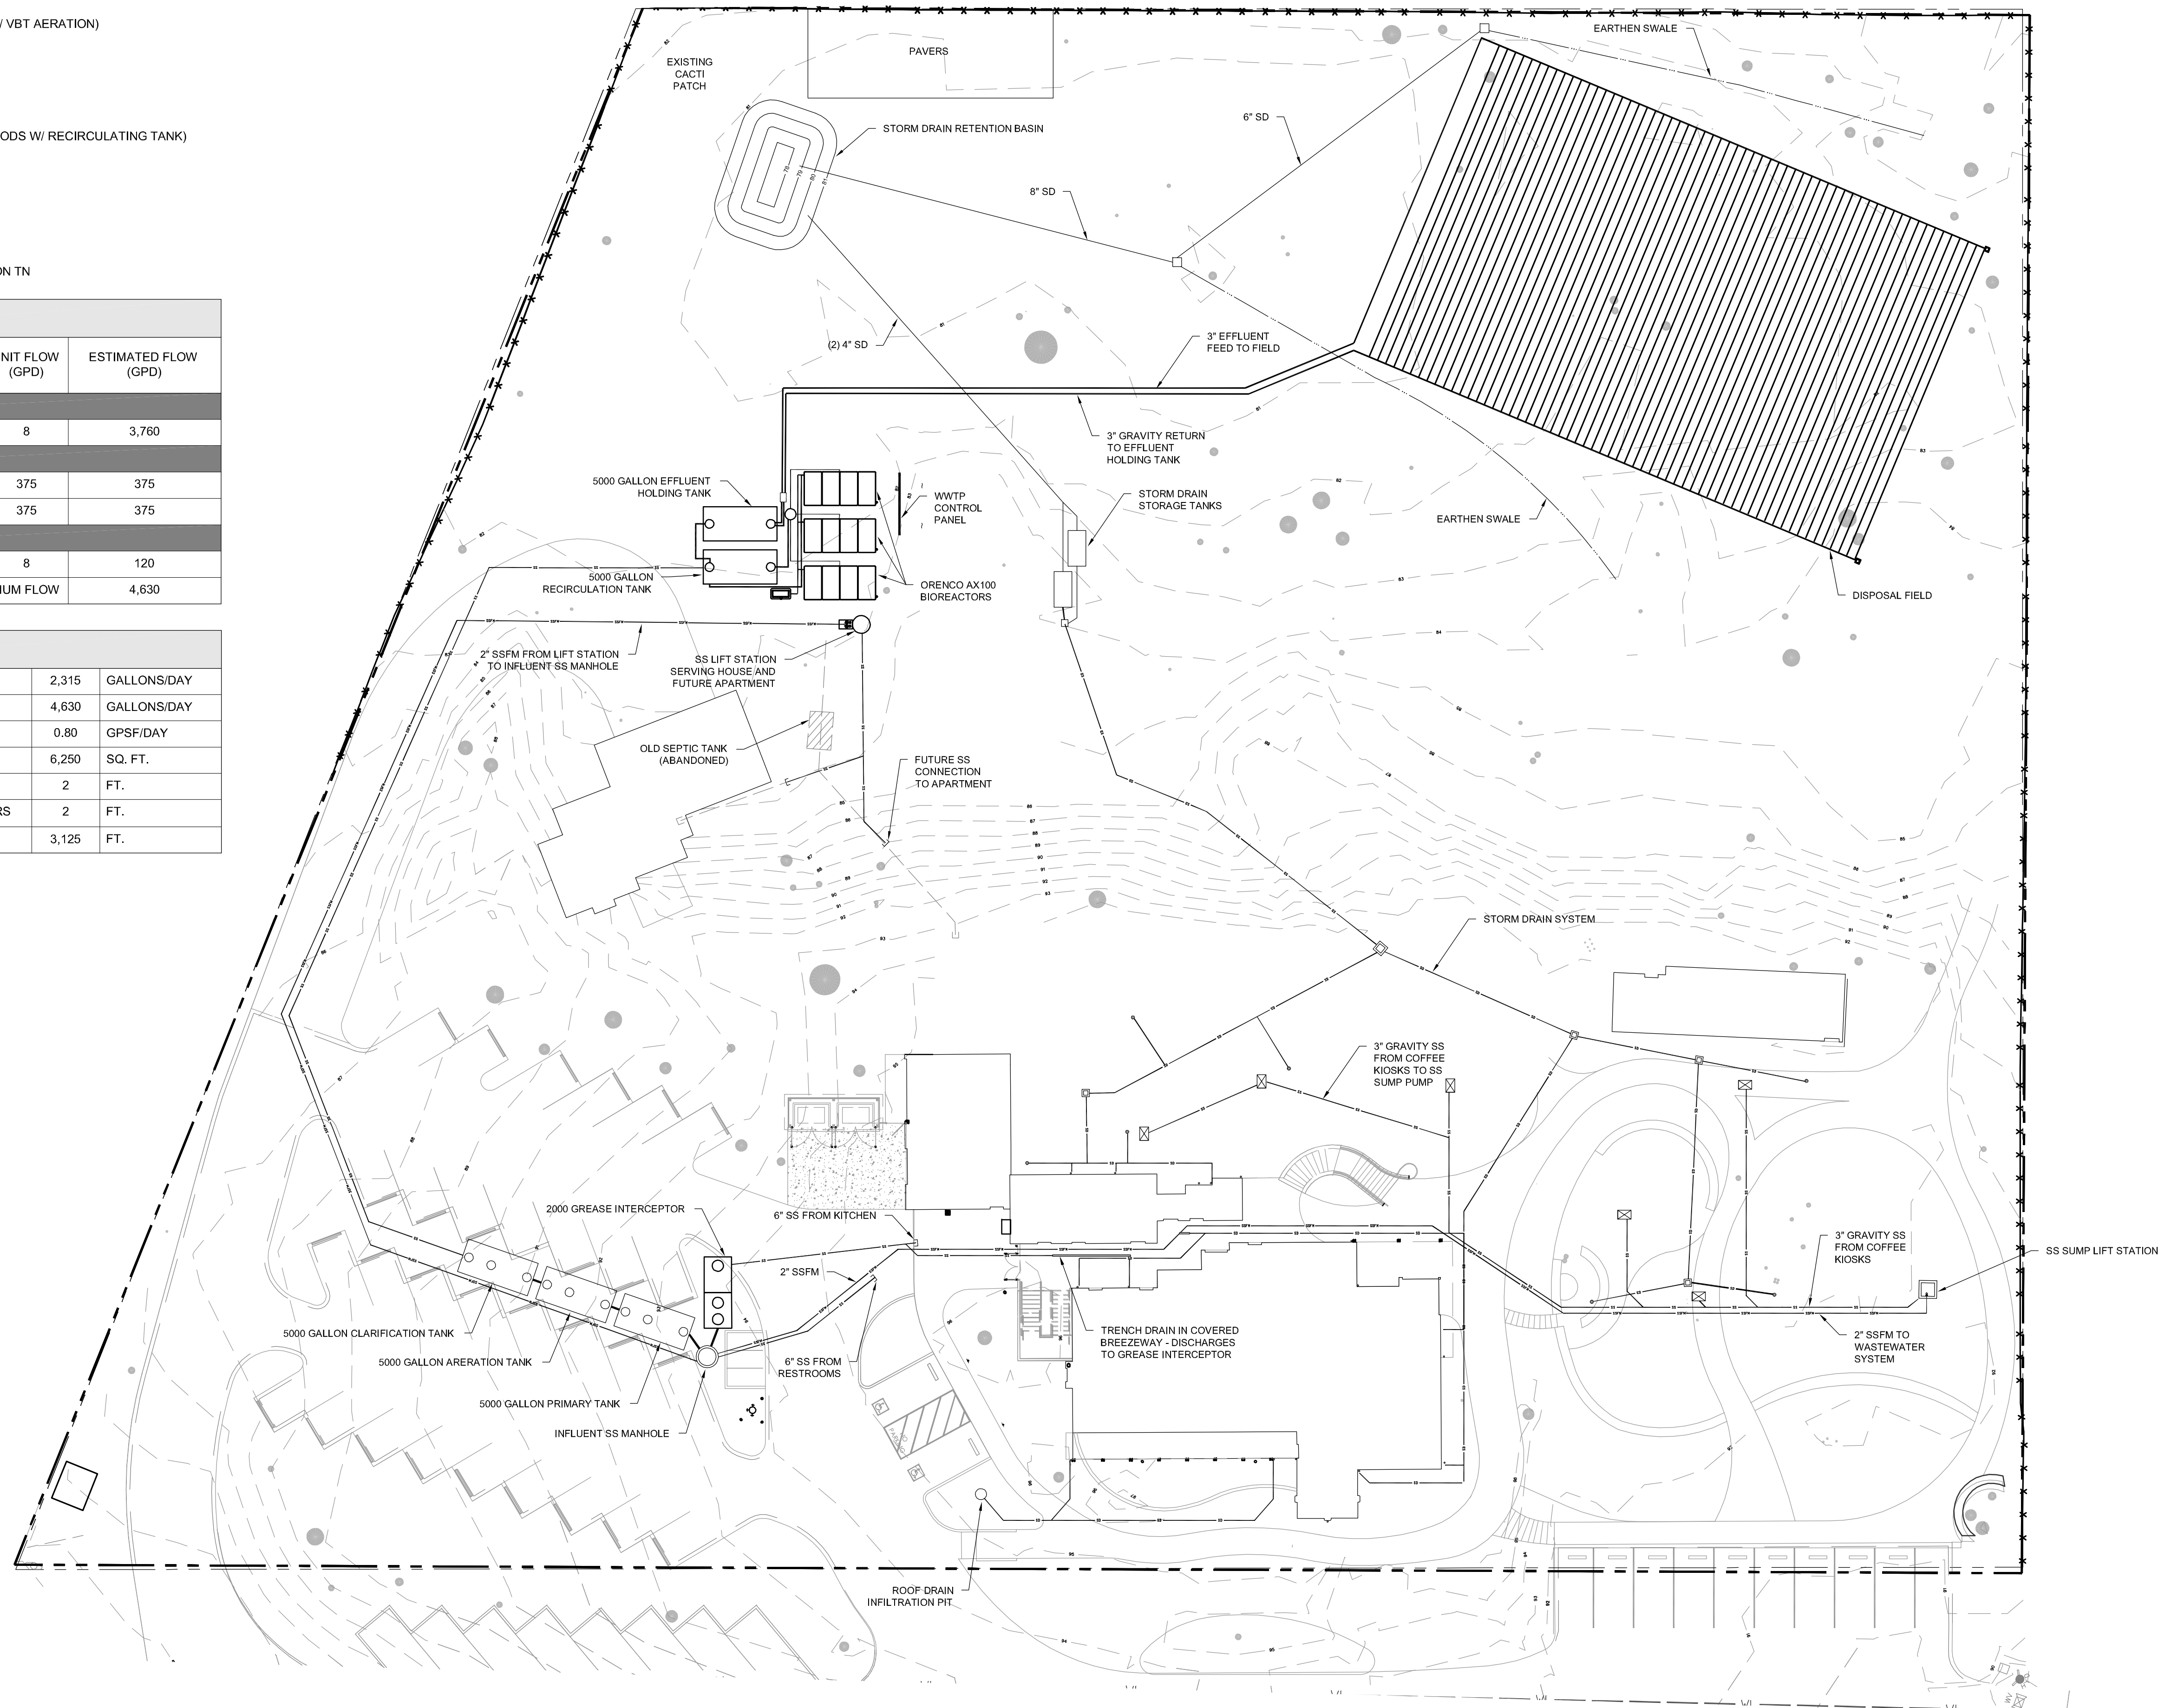 / VBT AERATION)
ODS W/ RECIRCULATING TANK)
ON TN
NIT FLOW
(GPD)
ESTIMATED FLOW
(GPD)
8 3,760
375 375
375 375
8 120
UM FLOW 4,630
2,315 GALLONS/DAY
4,630 GALLONS/DAY
0.80 GPSF/DAY
6,250 SQ. FT.
2 FT.
RS 2 FT.
3,125 FT.
EXISTING
CACTI
PATCH
PAVERS
EARTHEN SWALE
STORM DRAIN RETENTION BASIN
78
79
80
81
6" SD
8" SD
(2) 4" SD
3" EFFLUENT
FEED TO FIELD
3" GRAVITY RETURN
TO EFFLUENT
HOLDING TANK
5000 GALLON EFFLUENT
HOLDING TANK
WWTP
CONTROL
PANEL
STORM DRAIN
STORAGE TANKS
EARTHEN SWALE
5000 GALLON
RECIRCULATION TANK
ORENCO AX100
BIOREACTORS
DISPOSAL FIELD
2" SSFM FROM LIFT STATION
TO INFLUENT SS MANHOLE
SS LIFT STATION
SERVING HOUSE AND
FUTURE APARTMENT
OLD SEPTIC TANK
(ABANDONED)
FUTURE SS
CONNECTION
TO APARTMENT
STORM DRAIN SYSTEM
3" GRAVITY SS
FROM COFFEE
KIOSKS TO SS
SUMP PUMP
2000 GREASE INTERCEPTOR
6" SS FROM KITCHEN
2" SSFM
3" GRAVITY SS
FROM COFFEE
KIOSKS
SS SUMP LIFT STATION
5000 GALLON CLARIFICATION TANK
5000 GALLON ARERATION TANK
6" SS FROM
RESTROOMS
TRENCH DRAIN IN COVERED
BREEZEWAY - DISCHARGES
TO GREASE INTERCEPTOR
2" SSFM TO
WASTEWATER
SYSTEM
5000 GALLON PRIMARY TANK
INFLUENT SS MANHOLE
NO
PARKING
ROOF DRAIN
INFILTRATION PIT
WV